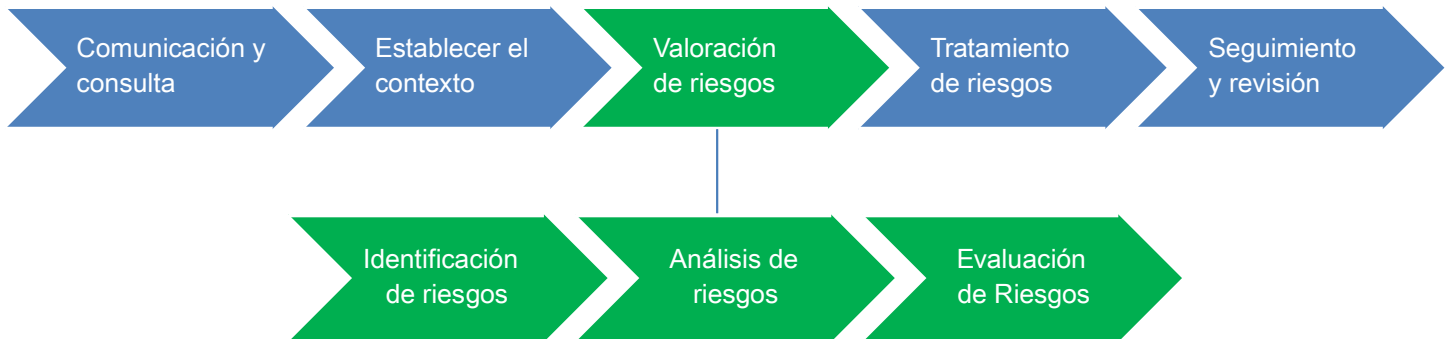 Comunicación y
consulta
Establecer el
contexto
Valoración
de riesgos
Tratamiento
de riesgos
Seguimiento
y revisión
Identificación
de riesgos
Análisis de
riesgos
Evaluación
de Riesgos